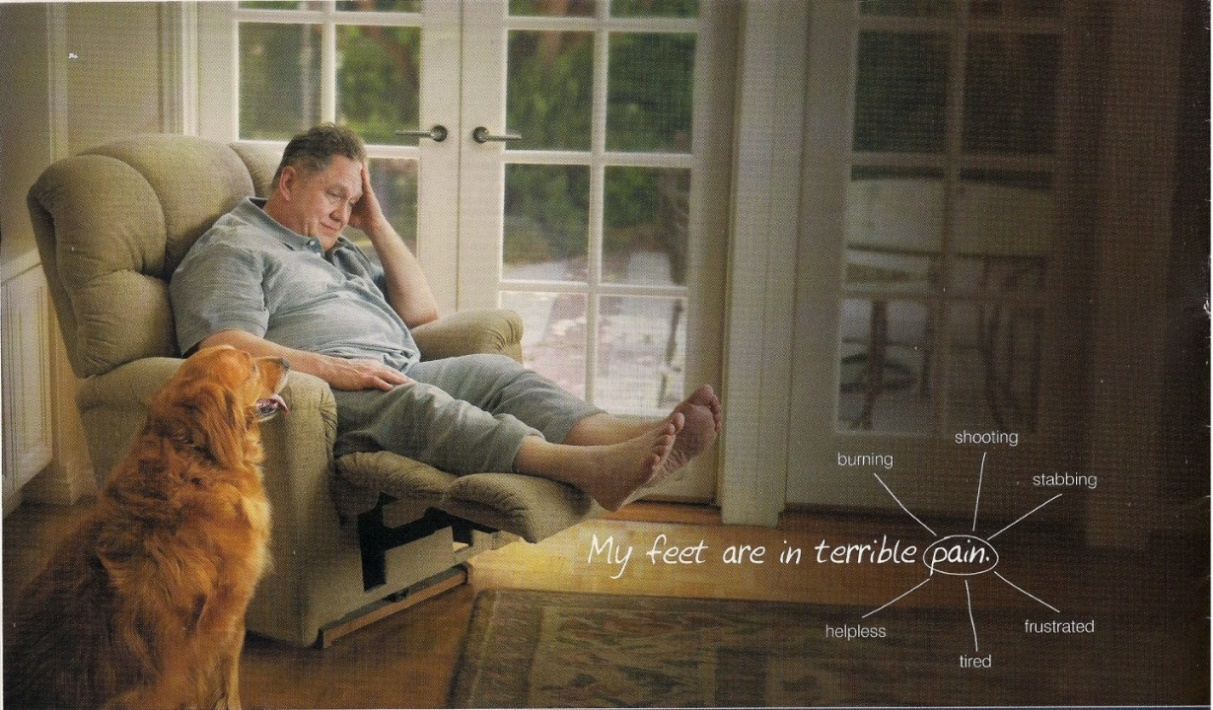 shooting
burning
stabbing
My feet are in terrible pain.
helpless
frustrated
tired